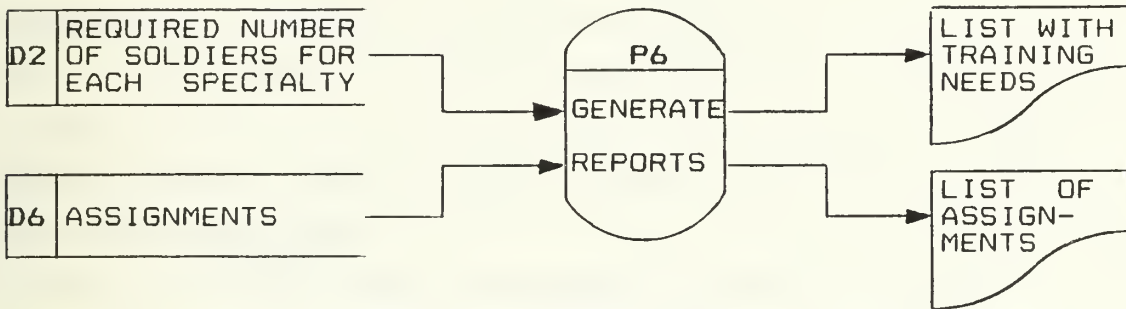 D2
REQUIRED NUMBER
OF SOLDIERS FOR
EACH SPECIALTY
P6
GENERATE
REPORTS
LIST WITH
TRAINING
NEEDS
D6
ASSIGNMENTS
LIST OF
ASSIGN-
MENTS